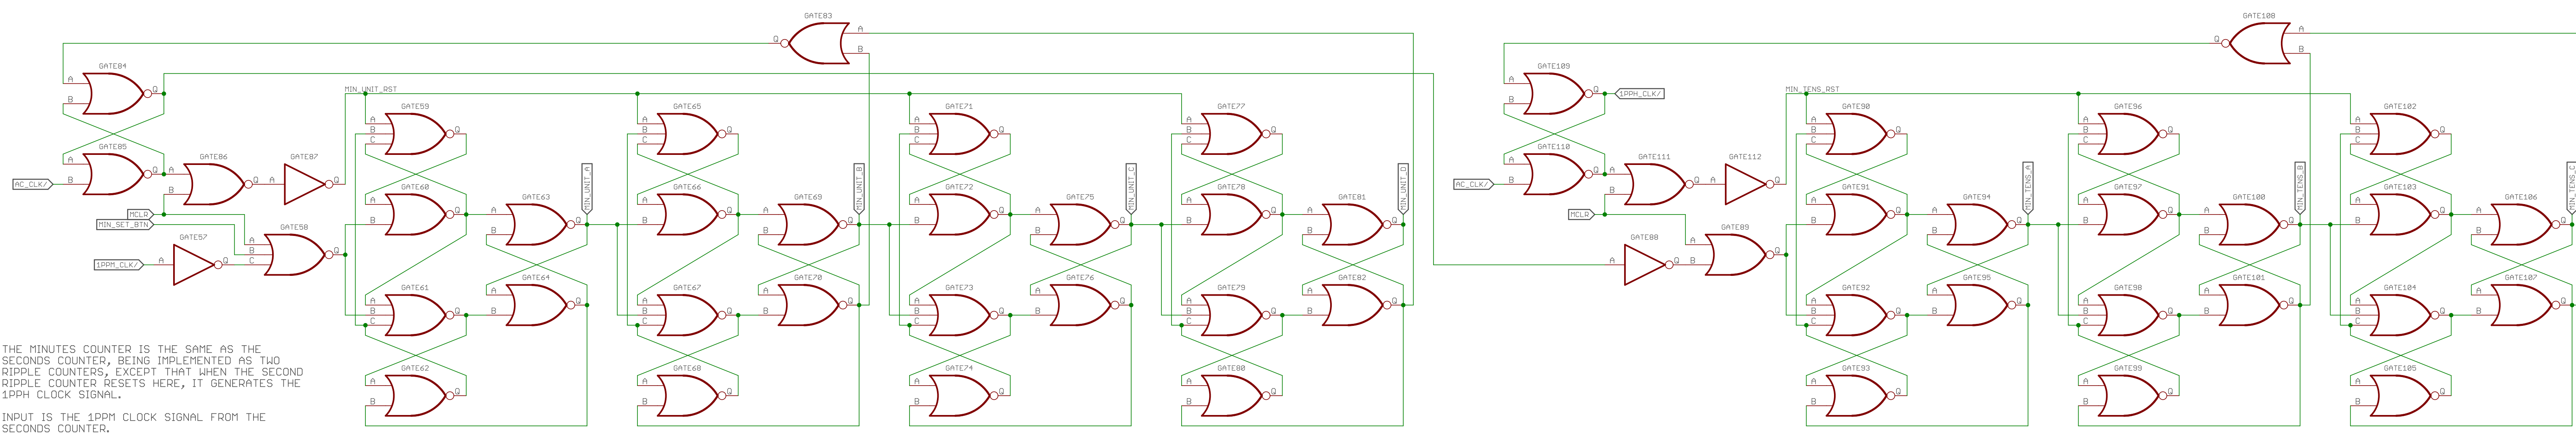 GATE83
Q A
B
GATE108
Q A
B
GATE84
A
B
Q
GATE109
A
B
Q
1PPH_CLK/
MIN_UNIT_RST
MIN_TENS_RST
GATE59
A
B
C
Q
GATE65
A
B
C
Q
GATE71
A
B
C
Q
GATE77
A
B
C
Q
GATE90
A
B
C
Q
GATE96
A
B
C
Q
GATE102
A
B
C
Q
GATE85
A
B
Q
AC_CLK/
GATE86
A
B
Q
GATE87
A Q
GATE110
A
B
Q
AC_CLK/
GATE111
A
B
Q
GATE112
A Q
MIN_UNIT_A
MIN_UNIT_B
MIN_UNIT_C
MIN_UNIT_D
MIN_TENS_A
MIN_TENS_B
MIN_TENS_C
GATE60
B
Q
GATE63
A
B
Q
GATE66
B
Q
GATE69
A
B
Q
GATE72
B
Q
GATE75
A
B
Q
GATE78
B
Q
GATE81
A
B
Q
GATE91
A
B
Q
GATE94
A
B
Q
GATE97
A
B
Q
GATE100
A
B
Q
GATE103
A
B
Q
GATE106
A
B
Q
MCLR
MIN_SET_BTN
1PPM_CLK/
GATE57
A Q
GATE58
A
B
C
Q
MCLR
GATE88
A Q
GATE89
A
B
Q
GATE61
A
B
C
Q
GATE64
A
B
Q
GATE67
A
B
C
Q
GATE70
A
B
Q
GATE73
A
B
C
Q
GATE76
A
B
Q
GATE79
A
B
C
Q
GATE82
A
B
Q
GATE92
A
B
C
Q
GATE95
A
B
Q
GATE98
A
B
C
Q
GATE101
A
B
Q
GATE104
A
B
C
Q
GATE107
A
B
Q
GATE62
A
B
Q
GATE68
A
B
Q
GATE74
A
B
Q
GATE80
A
B
Q
GATE93
A
B
Q
GATE99
A
B
Q
GATE105
A
B
Q
THE MINUTES COUNTER IS THE SAME AS THE
SECONDS COUNTER, BEING IMPLEMENTED AS TWO
RIPPLE COUNTERS, EXCEPT THAT WHEN THE SECOND
RIPPLE COUNTER RESETS HERE, IT GENERATES THE
1PPH CLOCK SIGNAL.
INPUT IS THE 1PPM CLOCK SIGNAL FROM THE
SECONDS COUNTER.